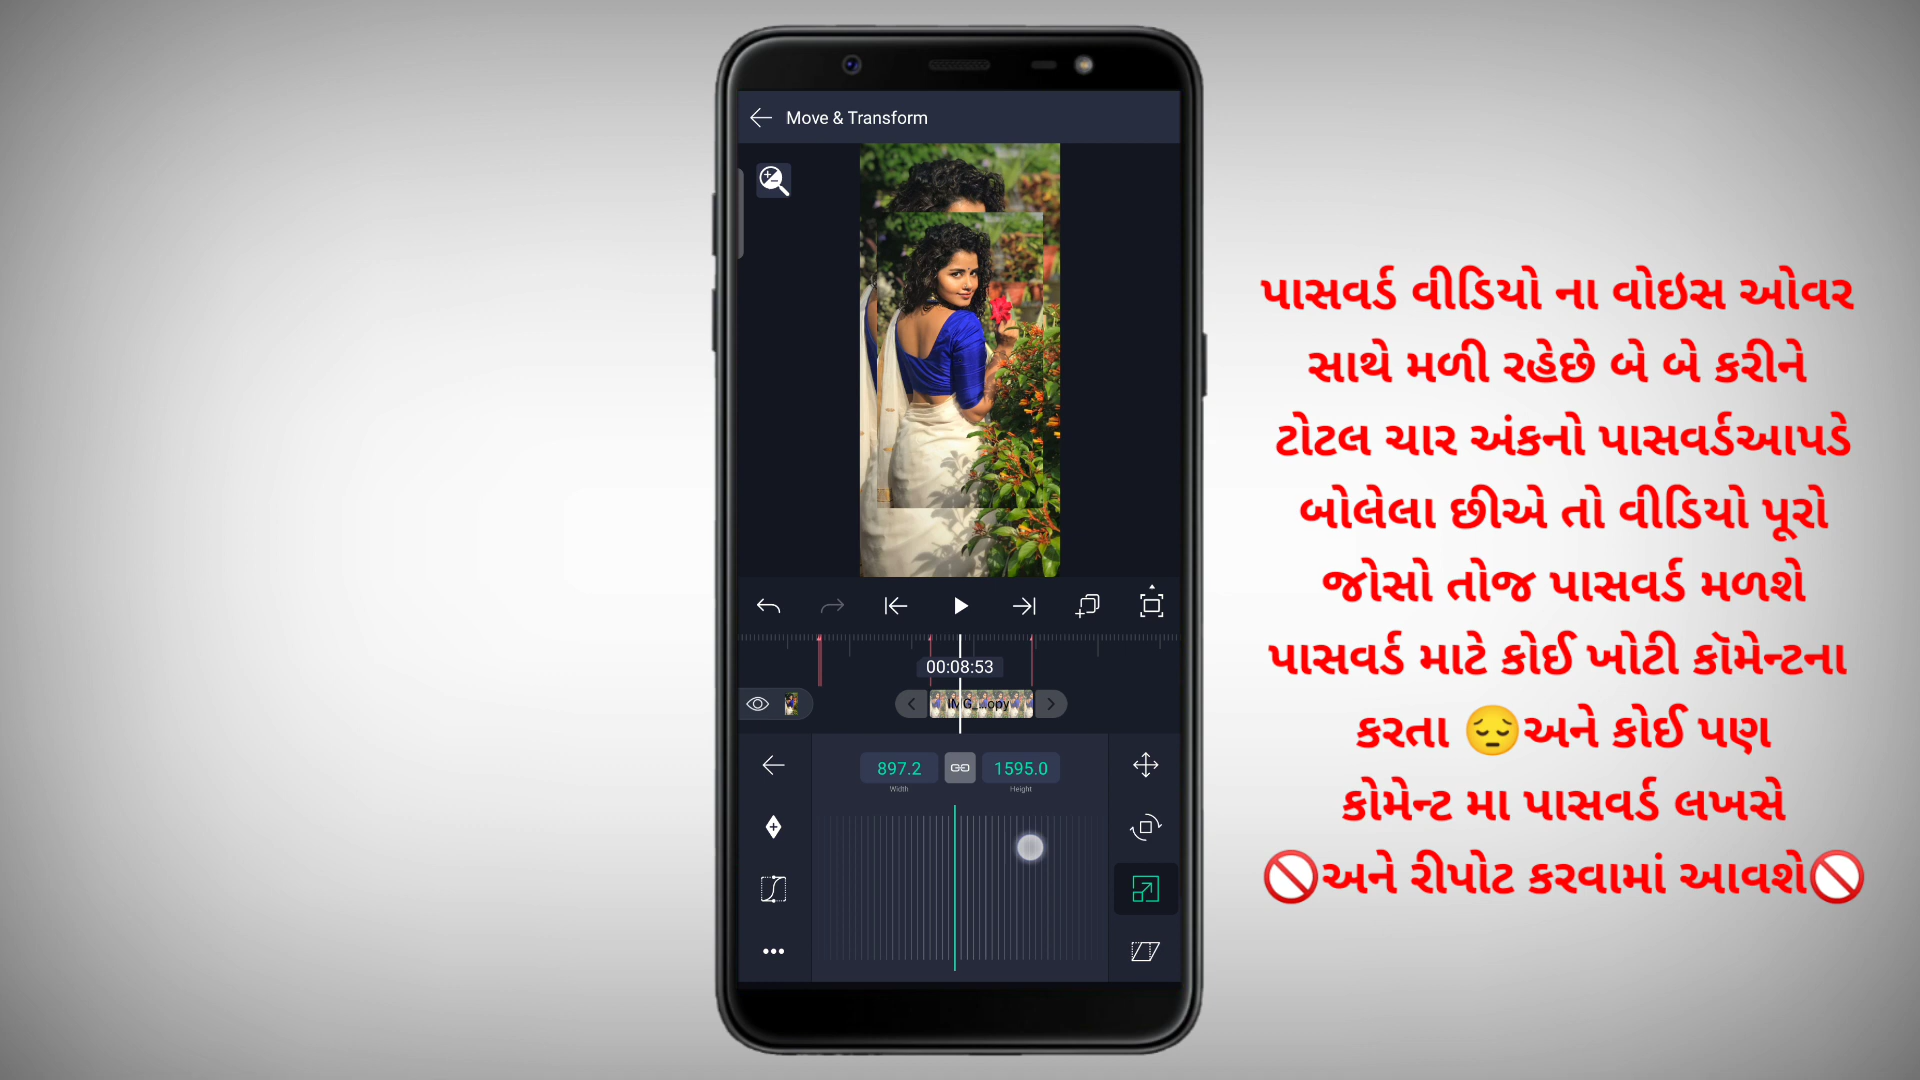 Move & Transform
00:08:53
IMG_...opy
897.2
1595.0
Width
Height
પાસવર્ડ વીડિયો ના વોઇસ ઓવર
સાથે મળી રહેછે બે બે કરીને
ટોટલ ચાર અંકનો પાસવર્ડઆપડે
બોલેલા છીએ તો વીડિયો પૂરો
જોસો તોજ પાસવર્ડ મળશે
પાસવર્ડ માટે કોઈ ખોટી કૉમેન્ટના
કરતા 😔અને કોઈ પણ
કોમેન્ટ મા પાસવર્ડ લખસે
🚫અને રીપોટ કરવામાં આવશે🚫